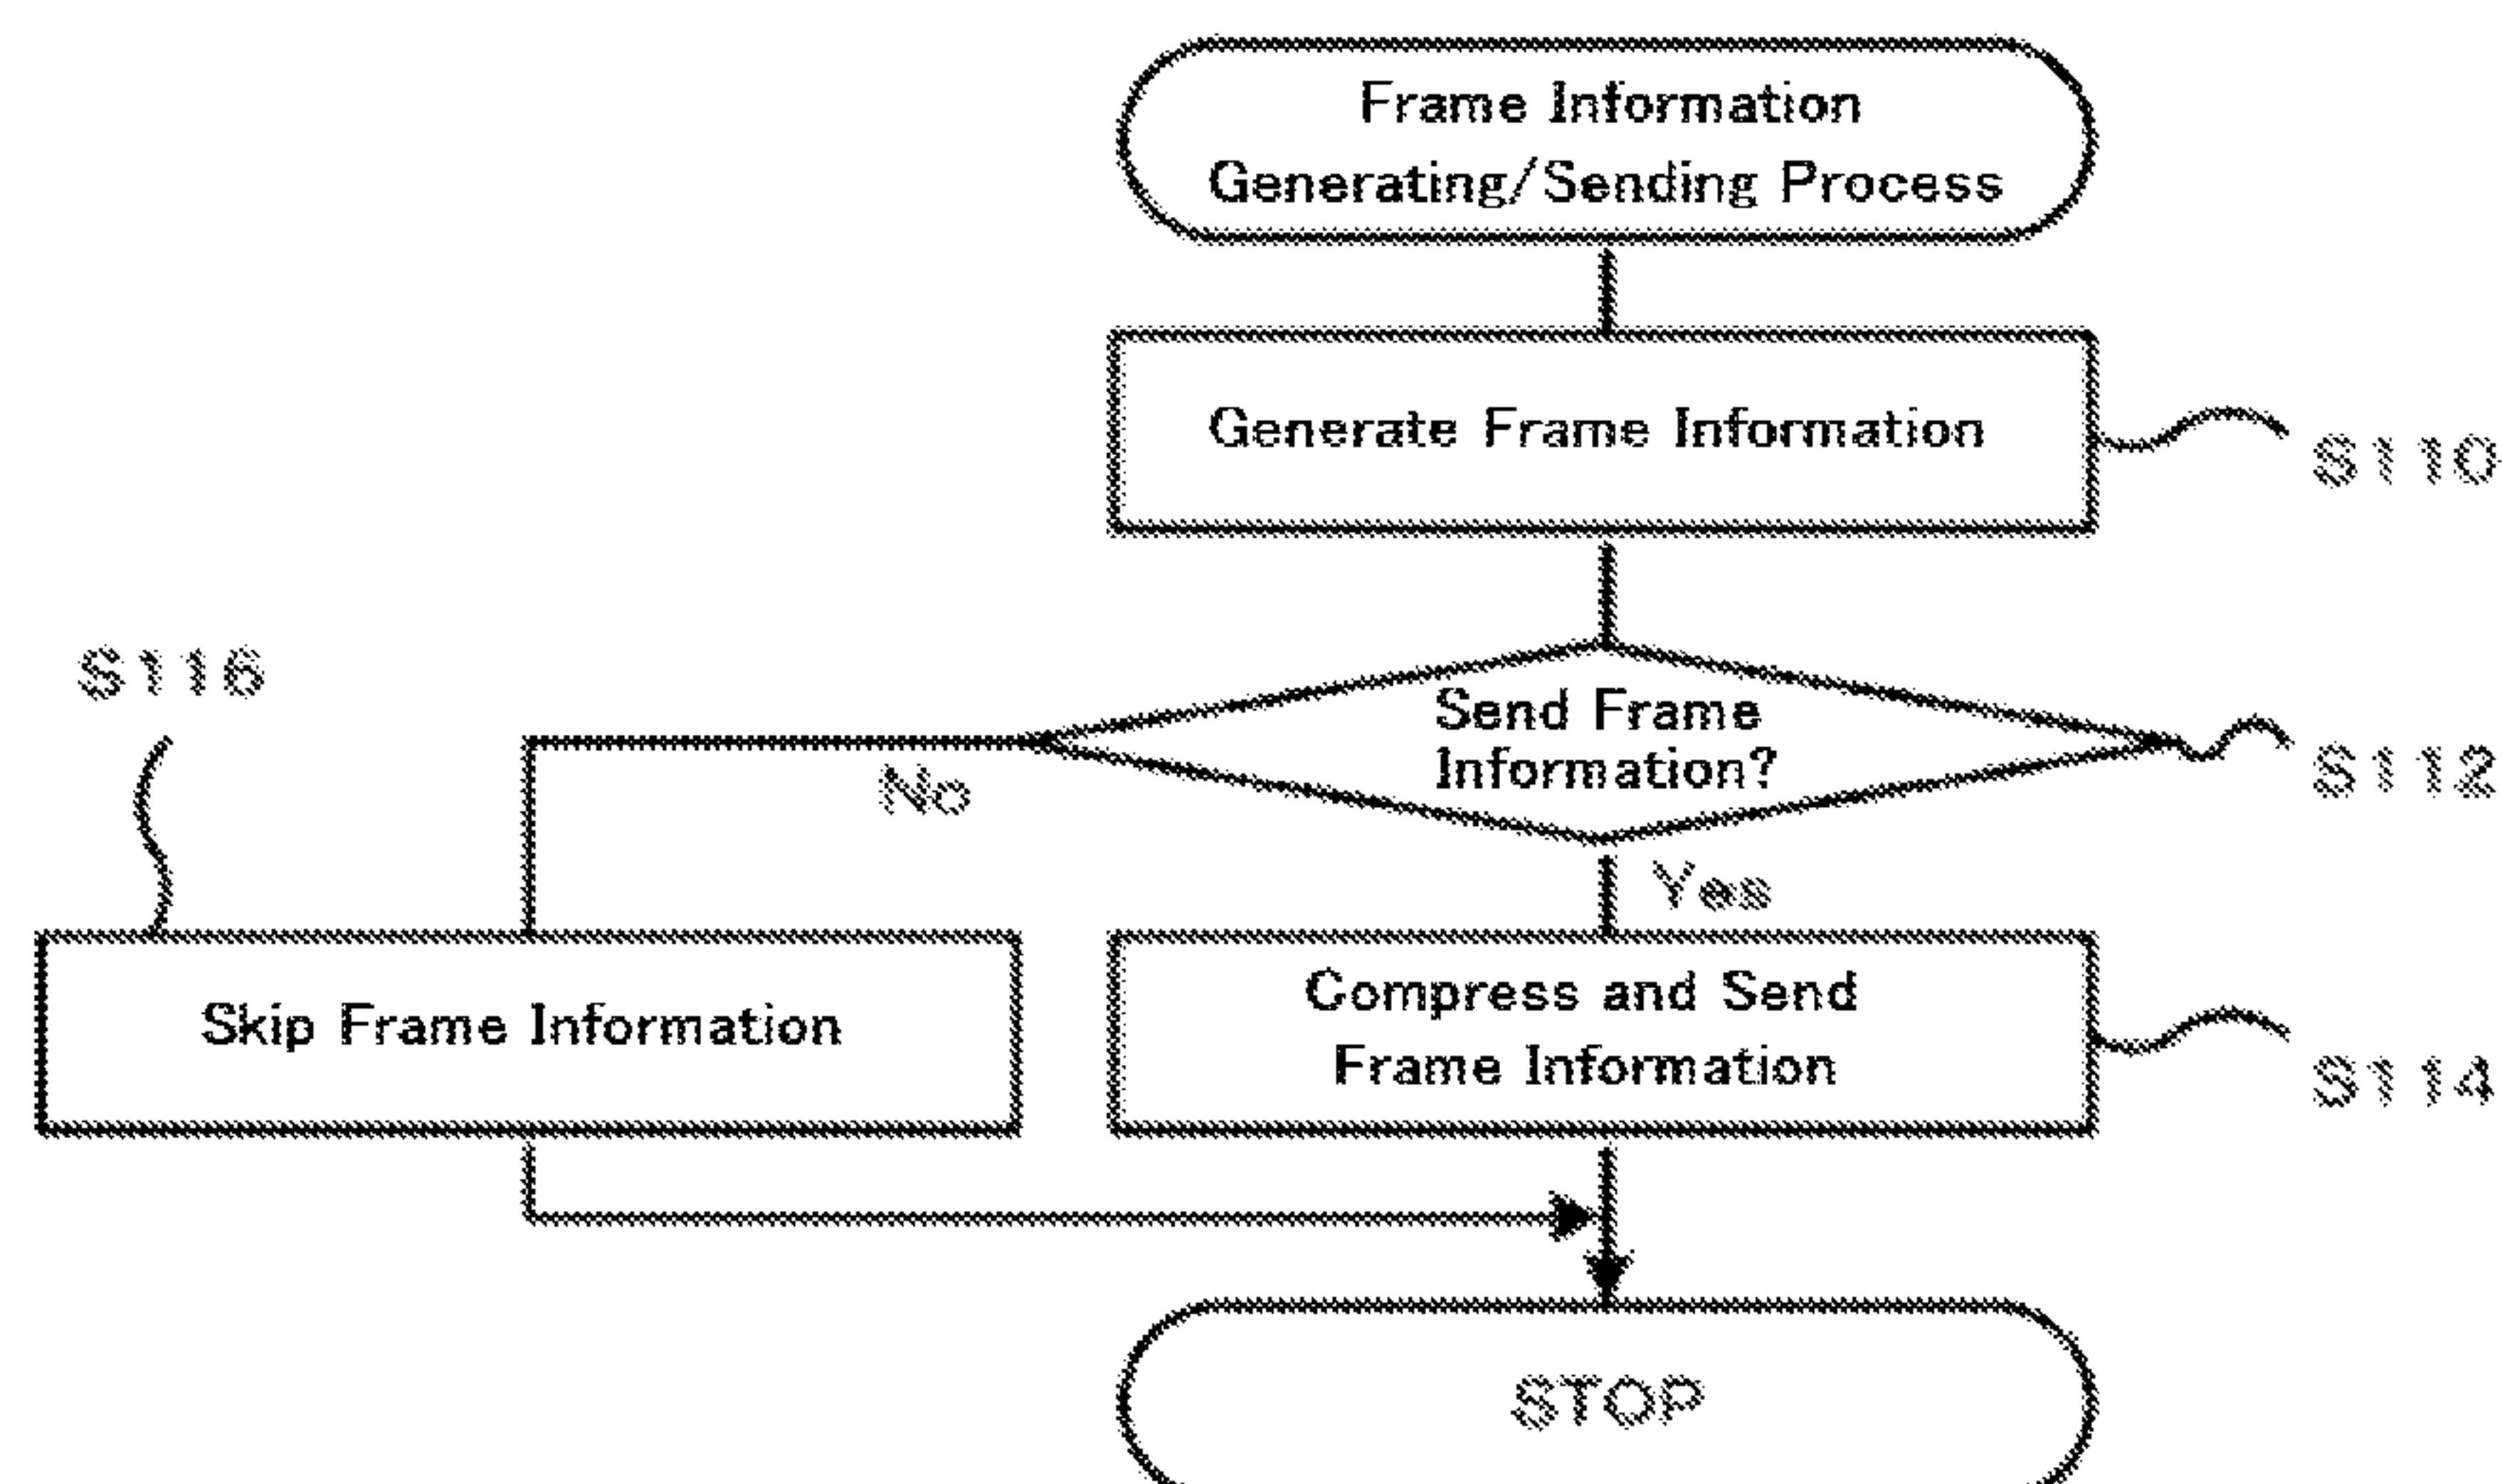 Frame Information
Generating/Sending Process
Generate Frame Information
S110
S116
Send Frame
Information?
S112
No
Yes
Skip Frame Information
Compress and Send
Frame Information
S114
STOP